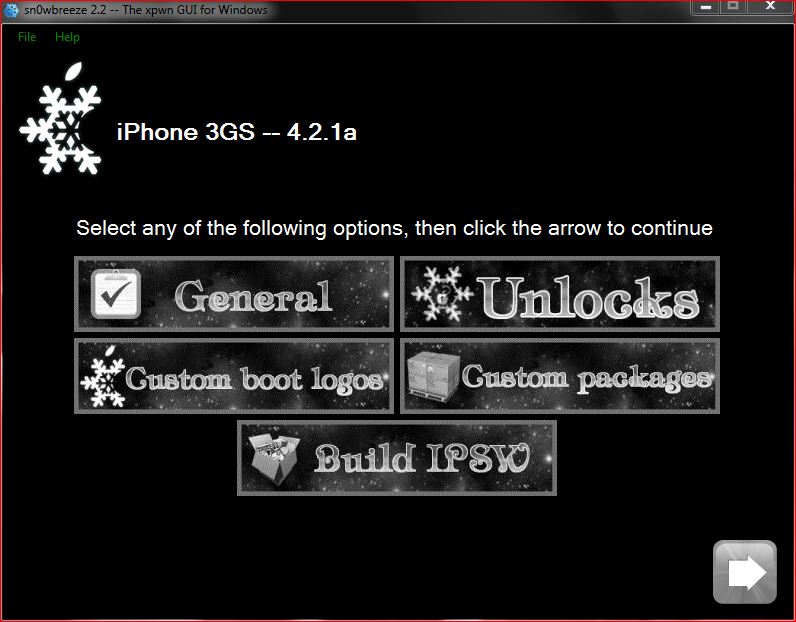 sn0wbreeze 2.2 -- The xpwn GUI for Windows
File Help
iPhone 3GS -- 4.2.1a
Select any of the following options, then click the arrow to continue
General
Unlocks
Custom boot logos
Custom packages
Build IPSW